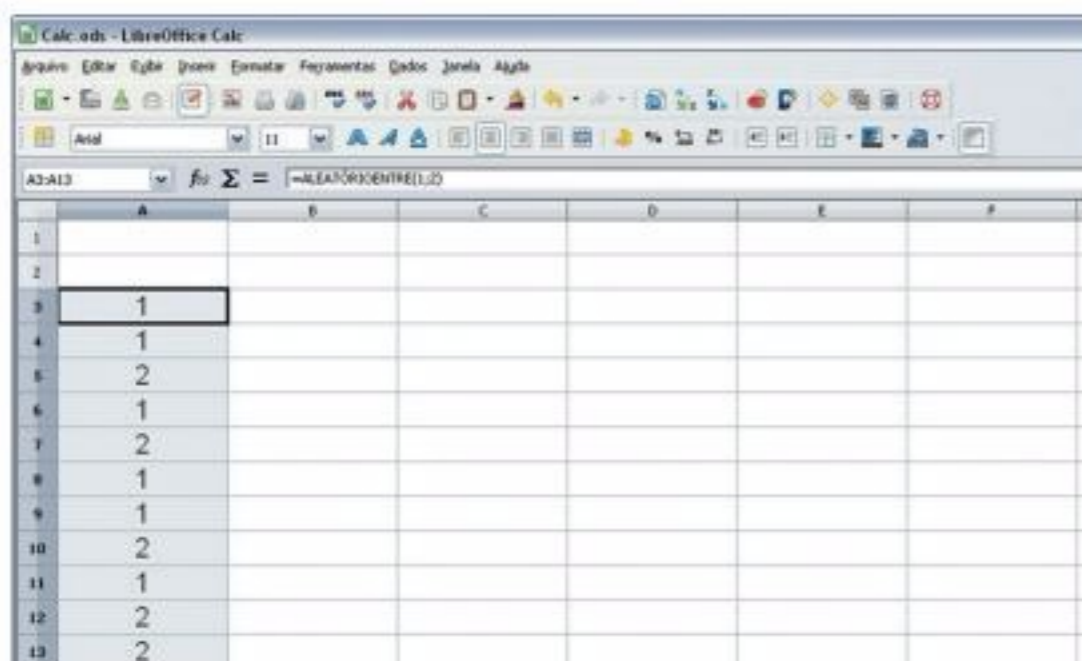 Calc.ods - LibreOffice Calc
Arquivo Editar Exibir Inserir Formatar Ferramentas Dados Janela Ajuda
Arial 11
A3:A13 =ALEATÓRIOENTRE(1;2)
A B C D E F
1
2
3 1
4 1
5 2
6 1
7 2
8 1
9 1
10 2
11 1
12 2
13 2